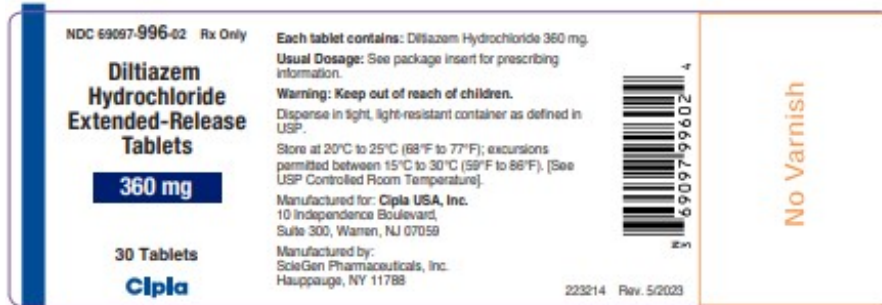 NDC 69097-996-02 Rx Only
Diltiazem
Hydrochloride
Extended-Release
Tablets
360 mg
30 Tablets
Cipla
Each tablet contains: Diltiazem Hydrochloride 360 mg.
Usual Dosage: See package insert for prescribing
information.
Warning: Keep out of reach of children.
Dispense in tight, light-resistant container as defined in
USP.
Store at 20°C to 25°C (68°F to 77°F); excursions
permitted between 15°C to 30°C (59°F to 86°F). [See
USP Controlled Room Temperature].
Manufactured for: Cipla USA, Inc.
10 Independence Boulevard,
Suite 300, Warren, NJ 07059
Manufactured by:
ScieGen Pharmaceuticals, Inc.
Hauppauge, NY 11788
223214 Rev. 5/2023
3 69097 99602 4
No Varnish